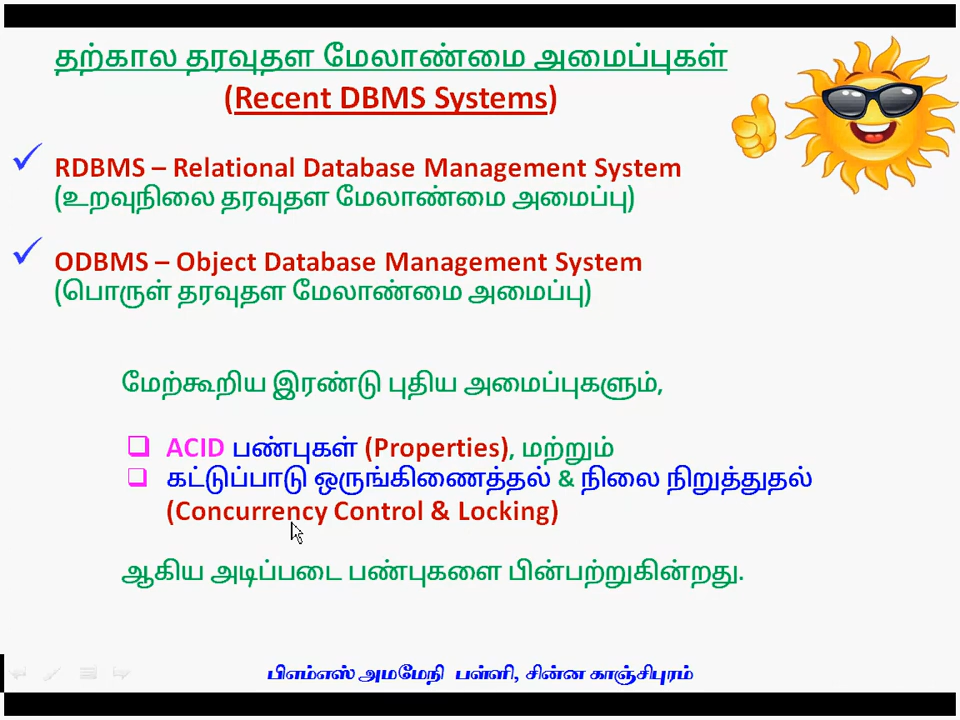 தற்கால தரவுதள மேலாண்மை அமைப்புகள்
(Recent DBMS Systems)
RDBMS – Relational Database Management System
(உறவுநிலை தரவுதள மேலாண்மை அமைப்பு)
ODBMS – Object Database Management System
(பொருள் தரவுதள மேலாண்மை அமைப்பு)
மேற்கூறிய இரண்டு புதிய அமைப்புகளும்,
ACID பண்புகள் (Properties), மற்றும்
கட்டுப்பாடு ஒருங்கிணைத்தல் & நிலை நிறுத்துதல்
(Concurrency Control & Locking)
ஆகிய அடிப்படை பண்புகளை பின்பற்றுகின்றது.
பிஎம்எஸ் அமமேநி பள்ளி, சின்ன காஞ்சிபுரம்